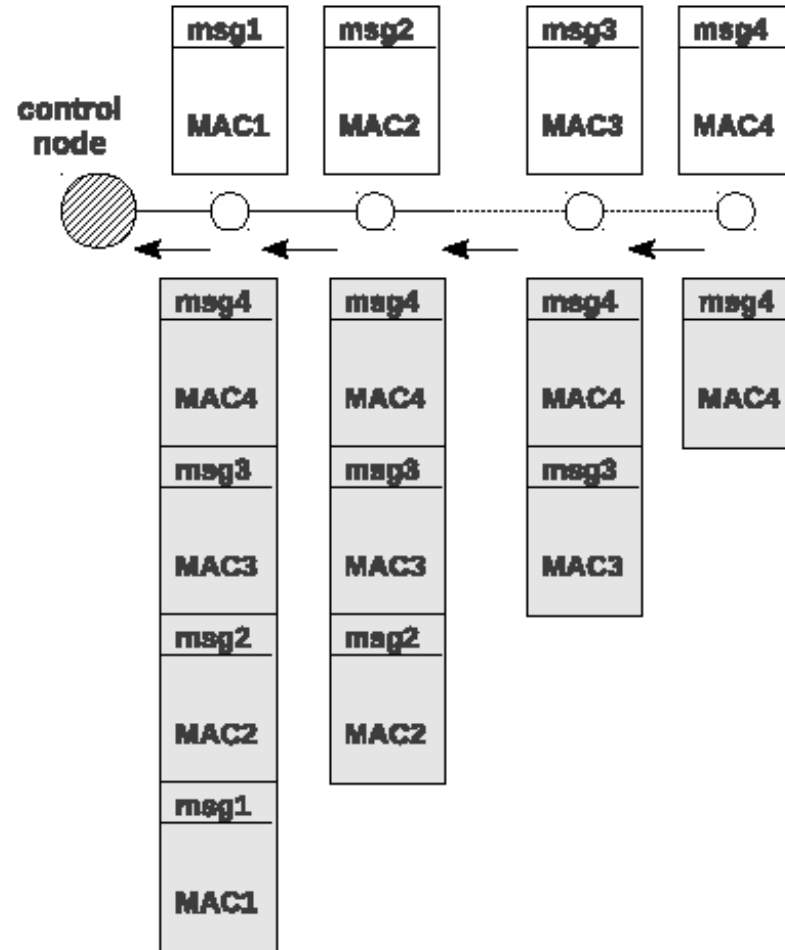 msg1 msg2 msg3 msg4
MAC1 MAC2 MAC3 MAC4
control
node
msg4 msg4 msg4 msg4
MAC4 MAC4 MAC4 MAC4
msg3 msg3 msg3
MAC3 MAC3 MAC3
msg2 msg2
MAC2 MAC2
msg1
MAC1